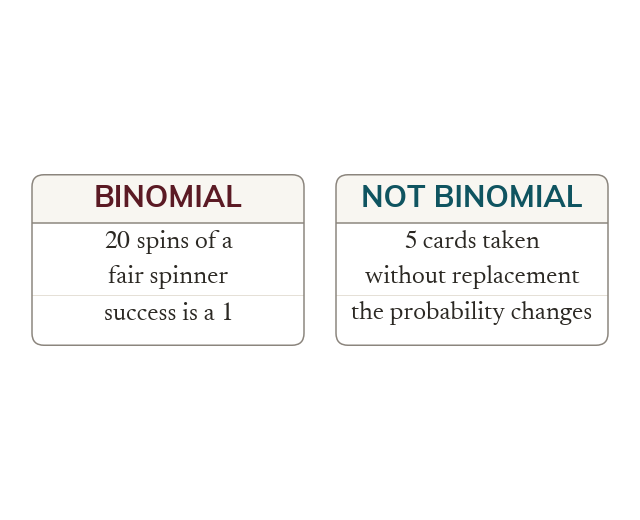 BINOMIAL
20 spins of a
fair spinner
success is a 1
NOT BINOMIAL
5 cards taken
without replacement
the probability changes